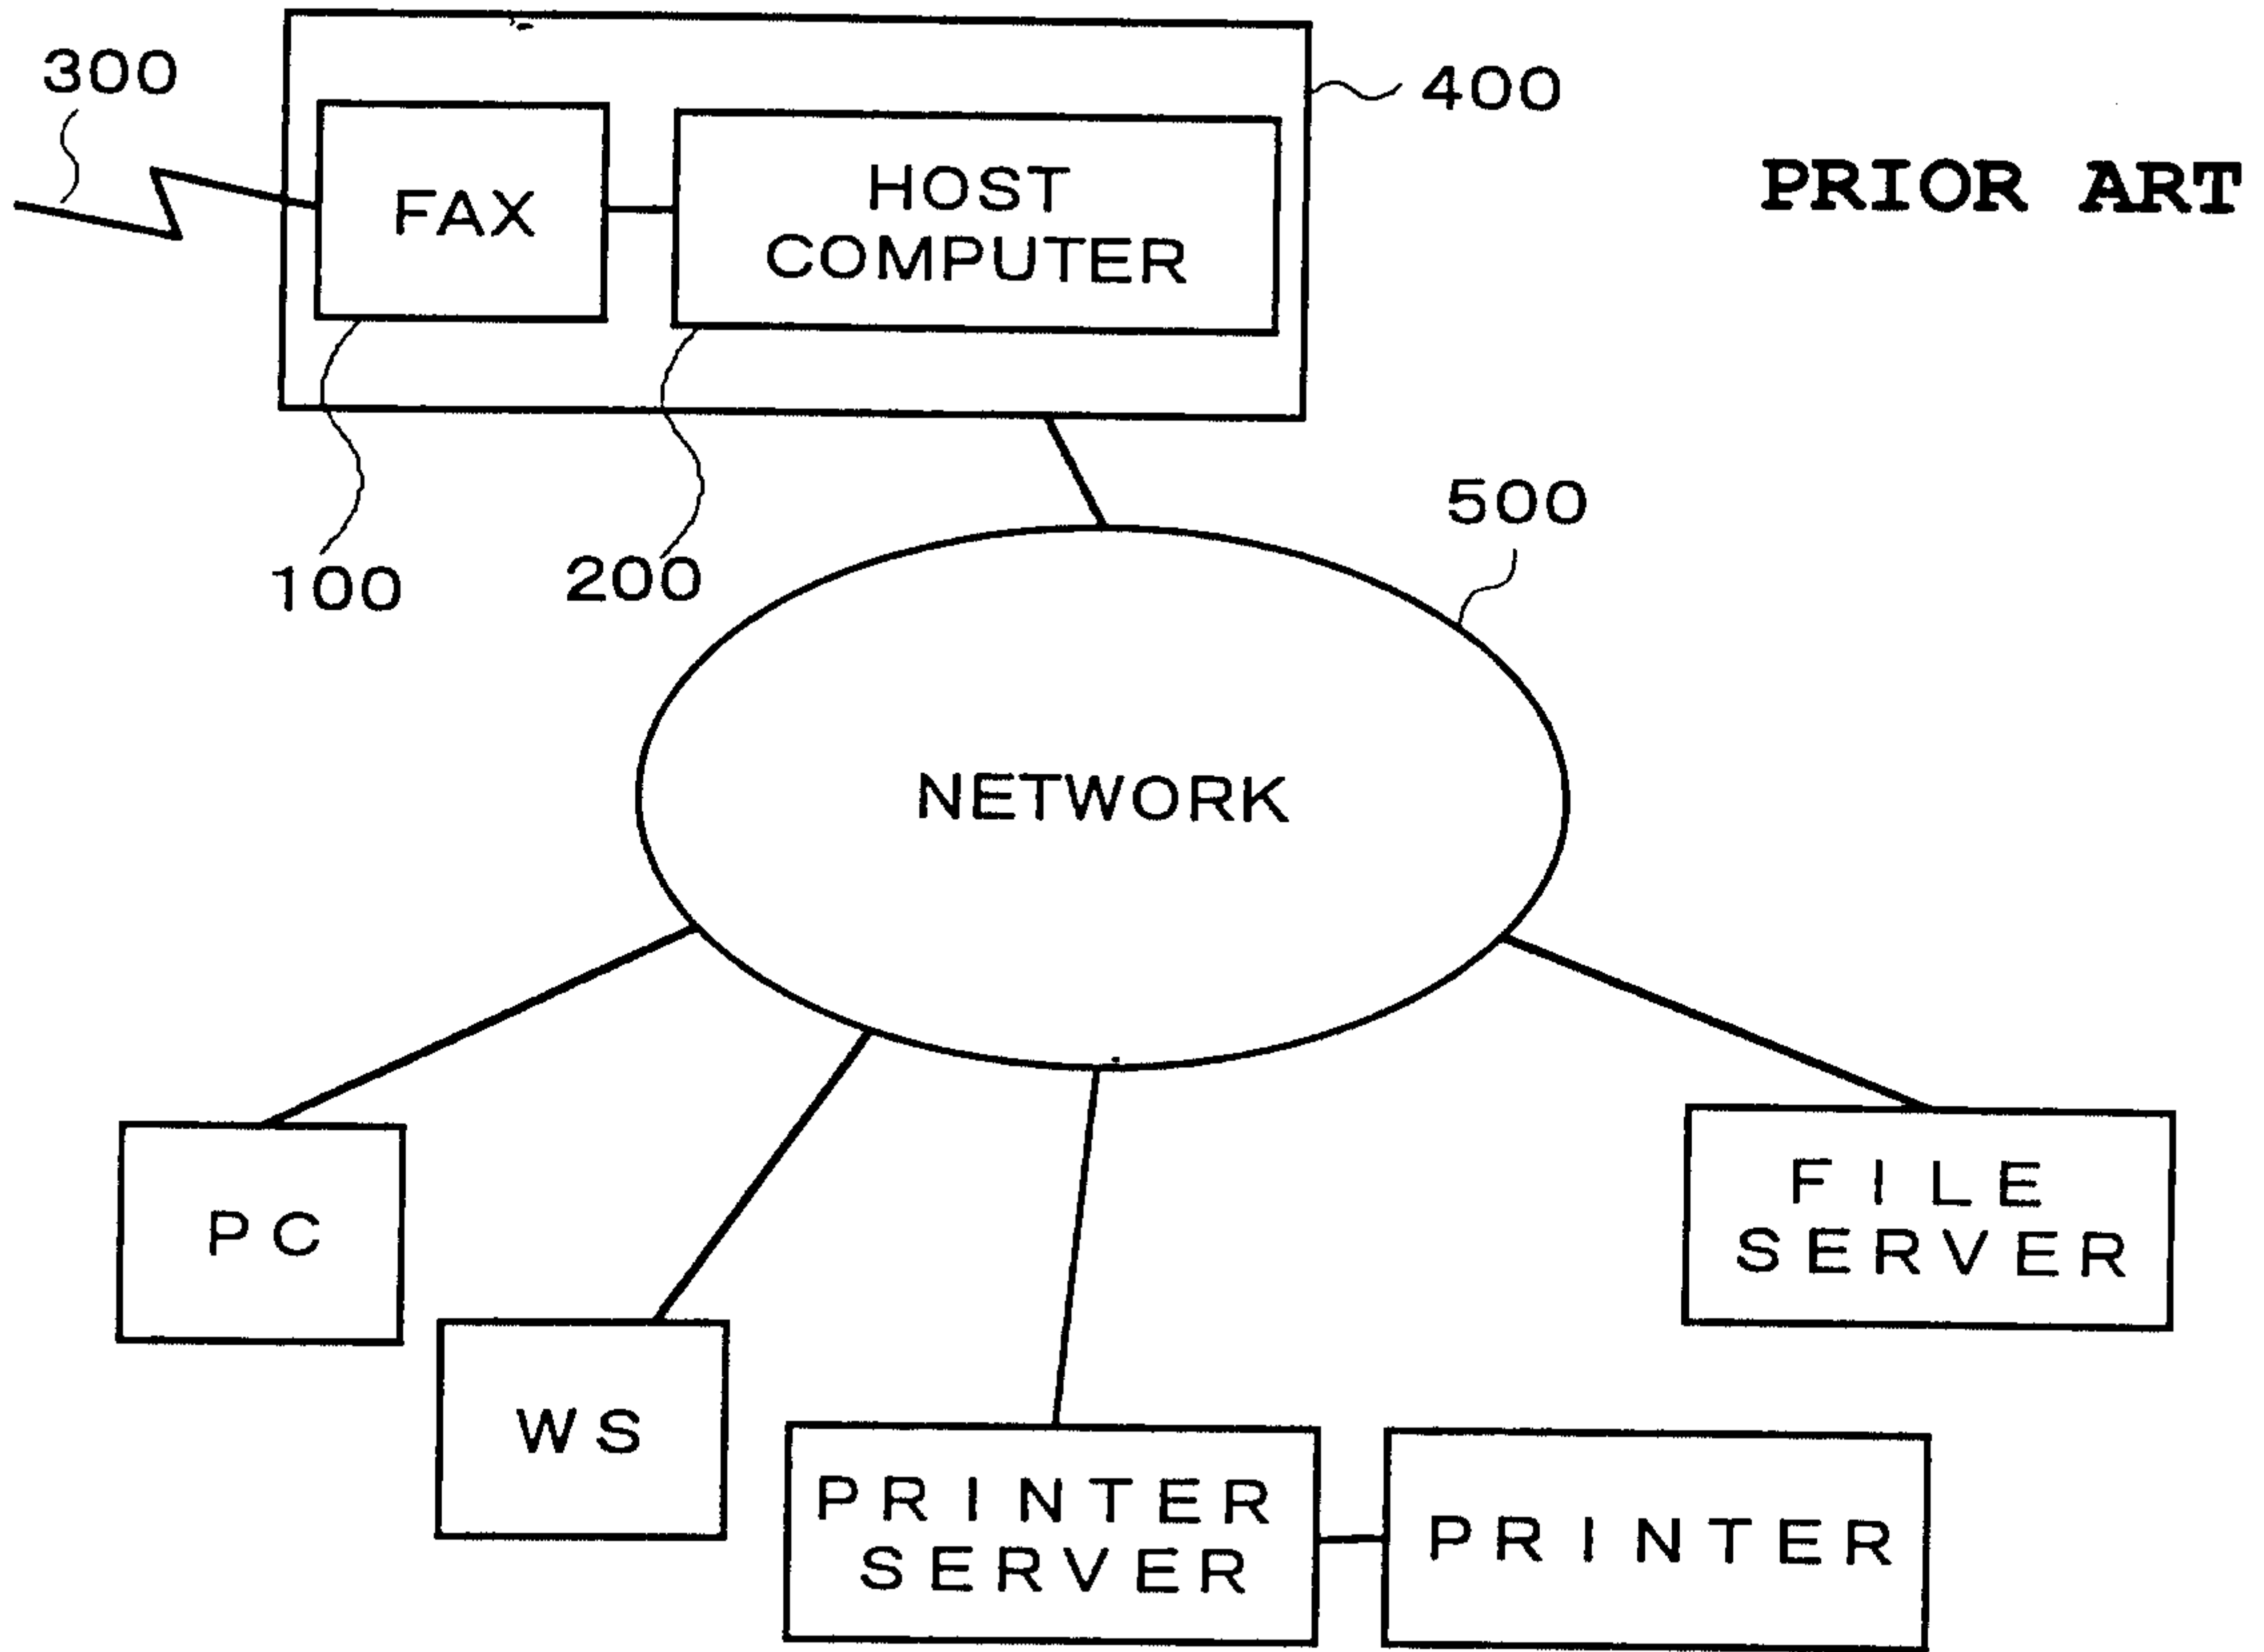 300
400
PRIOR ART
FAX
HOST
COMPUTER
100
200
500
NETWORK
PC
WS
PRINTER
SERVER
PRINTER
FILE
SERVER